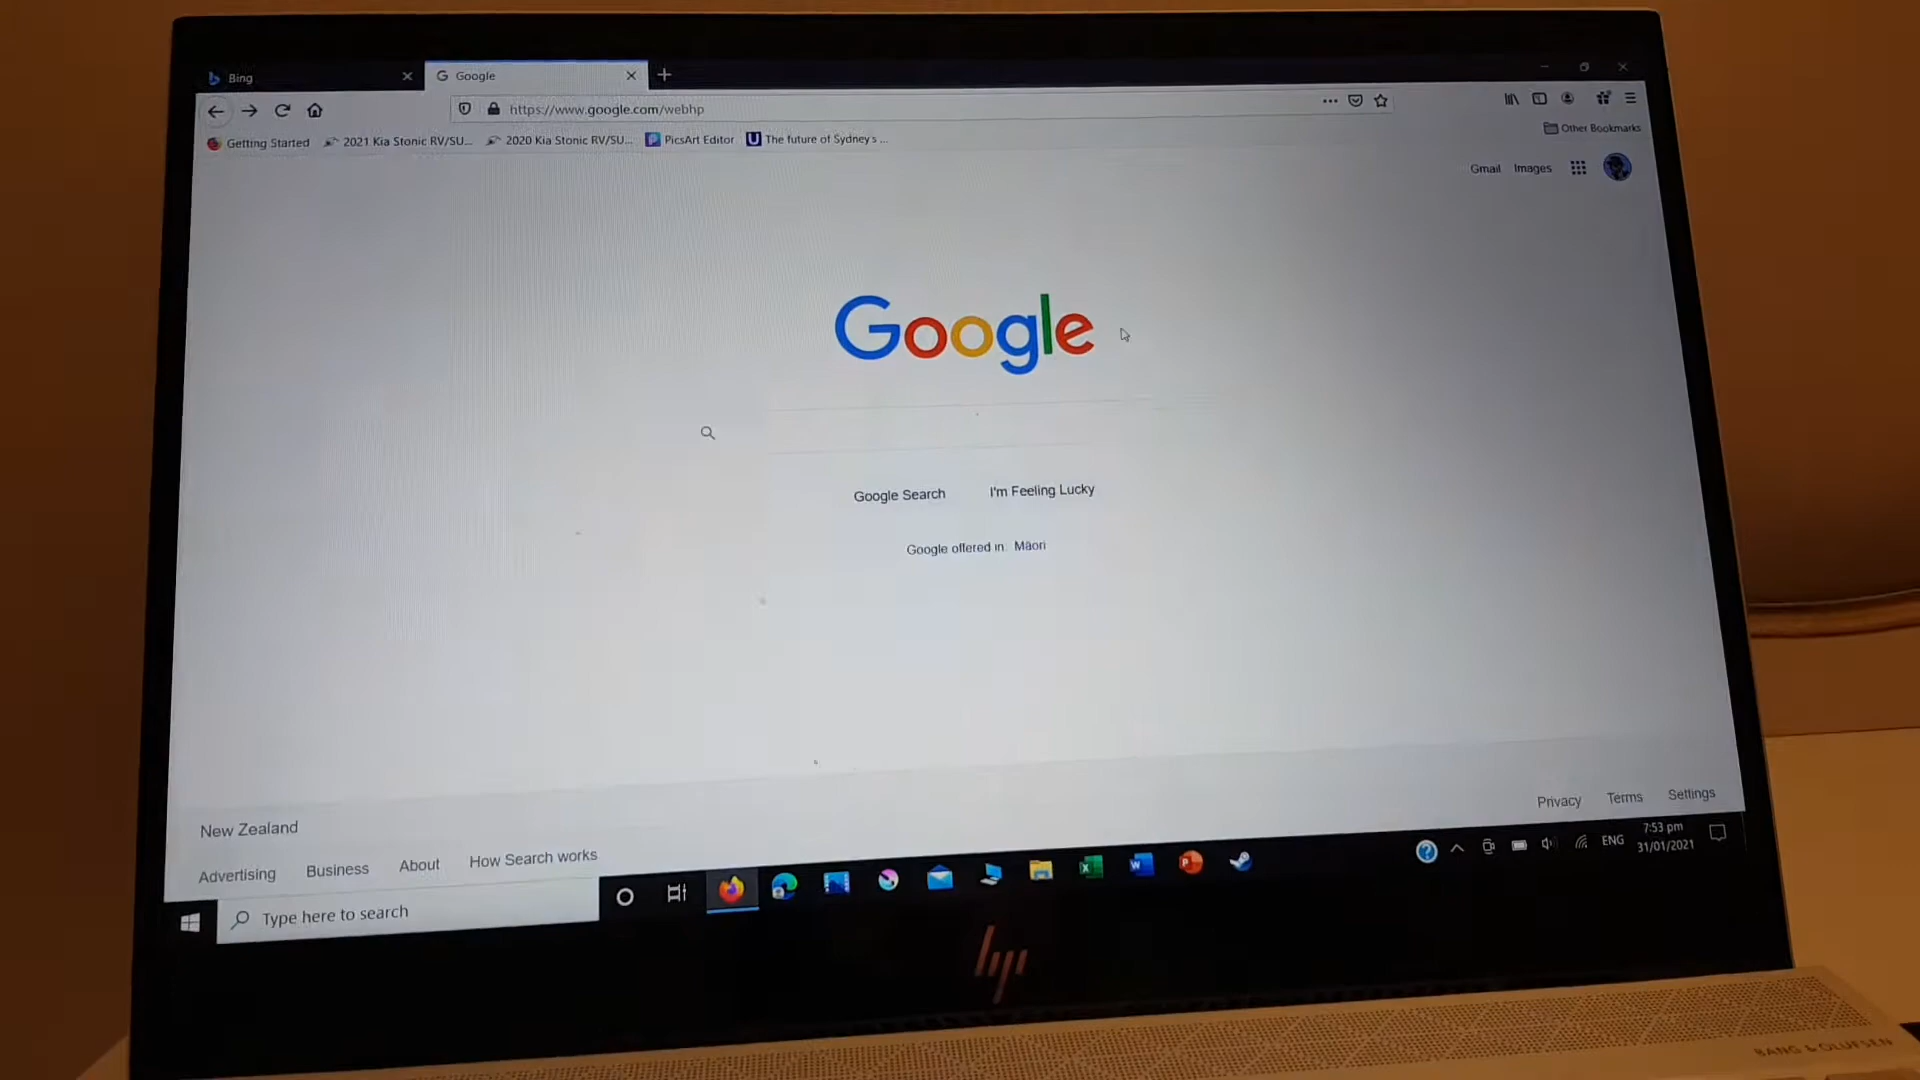 Bing
Google
https://www.google.com/webhp
Getting Started
2021 Kia Stonic RV/SU...
2020 Kia Stonic RV/SU...
PicsArt Editor
The future of Sydney's ...
Other Bookmarks
Gmail Images
Google
Google Search I'm Feeling Lucky
Google offered in: Māori
New Zealand
Advertising Business About How Search works
Privacy Terms Settings
Type here to search
ENG
7:53 pm
31/01/2021
hp
BANG & OLUFSEN